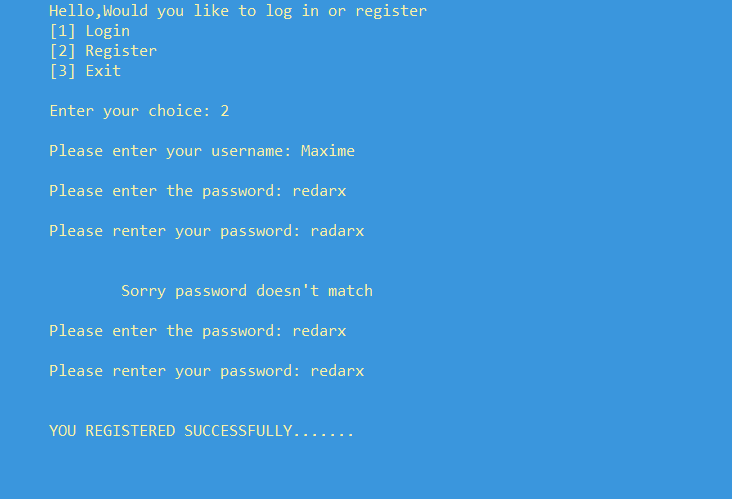 Hello,Would you like to log in or register
[1] Login
[2] Register
[3] Exit
Enter your choice: 2
Please enter your username: Maxime
Please enter the password: redarx
Please renter your password: radarx
Sorry password doesn't match
Please enter the password: redarx
Please renter your password: redarx
YOU REGISTERED SUCCESSFULLY.......